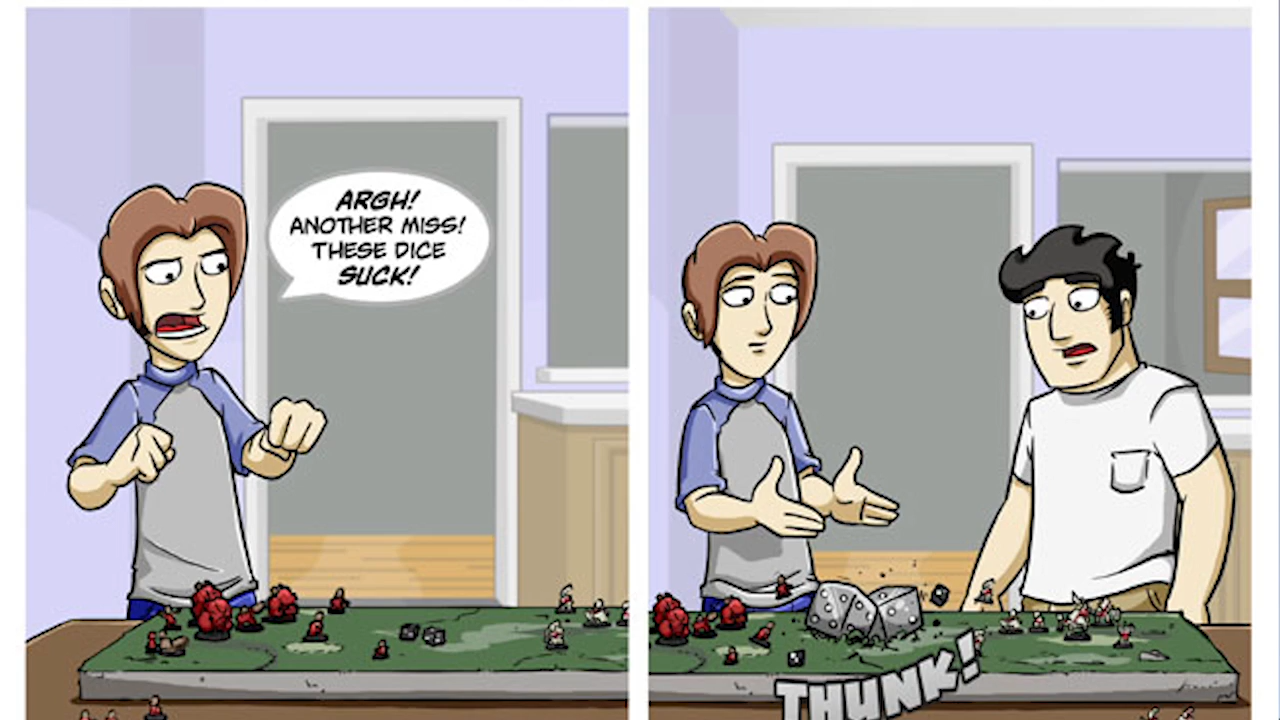 ARGH!
ANOTHER MISS!
THESE DICE
SUCK!
THUNK!